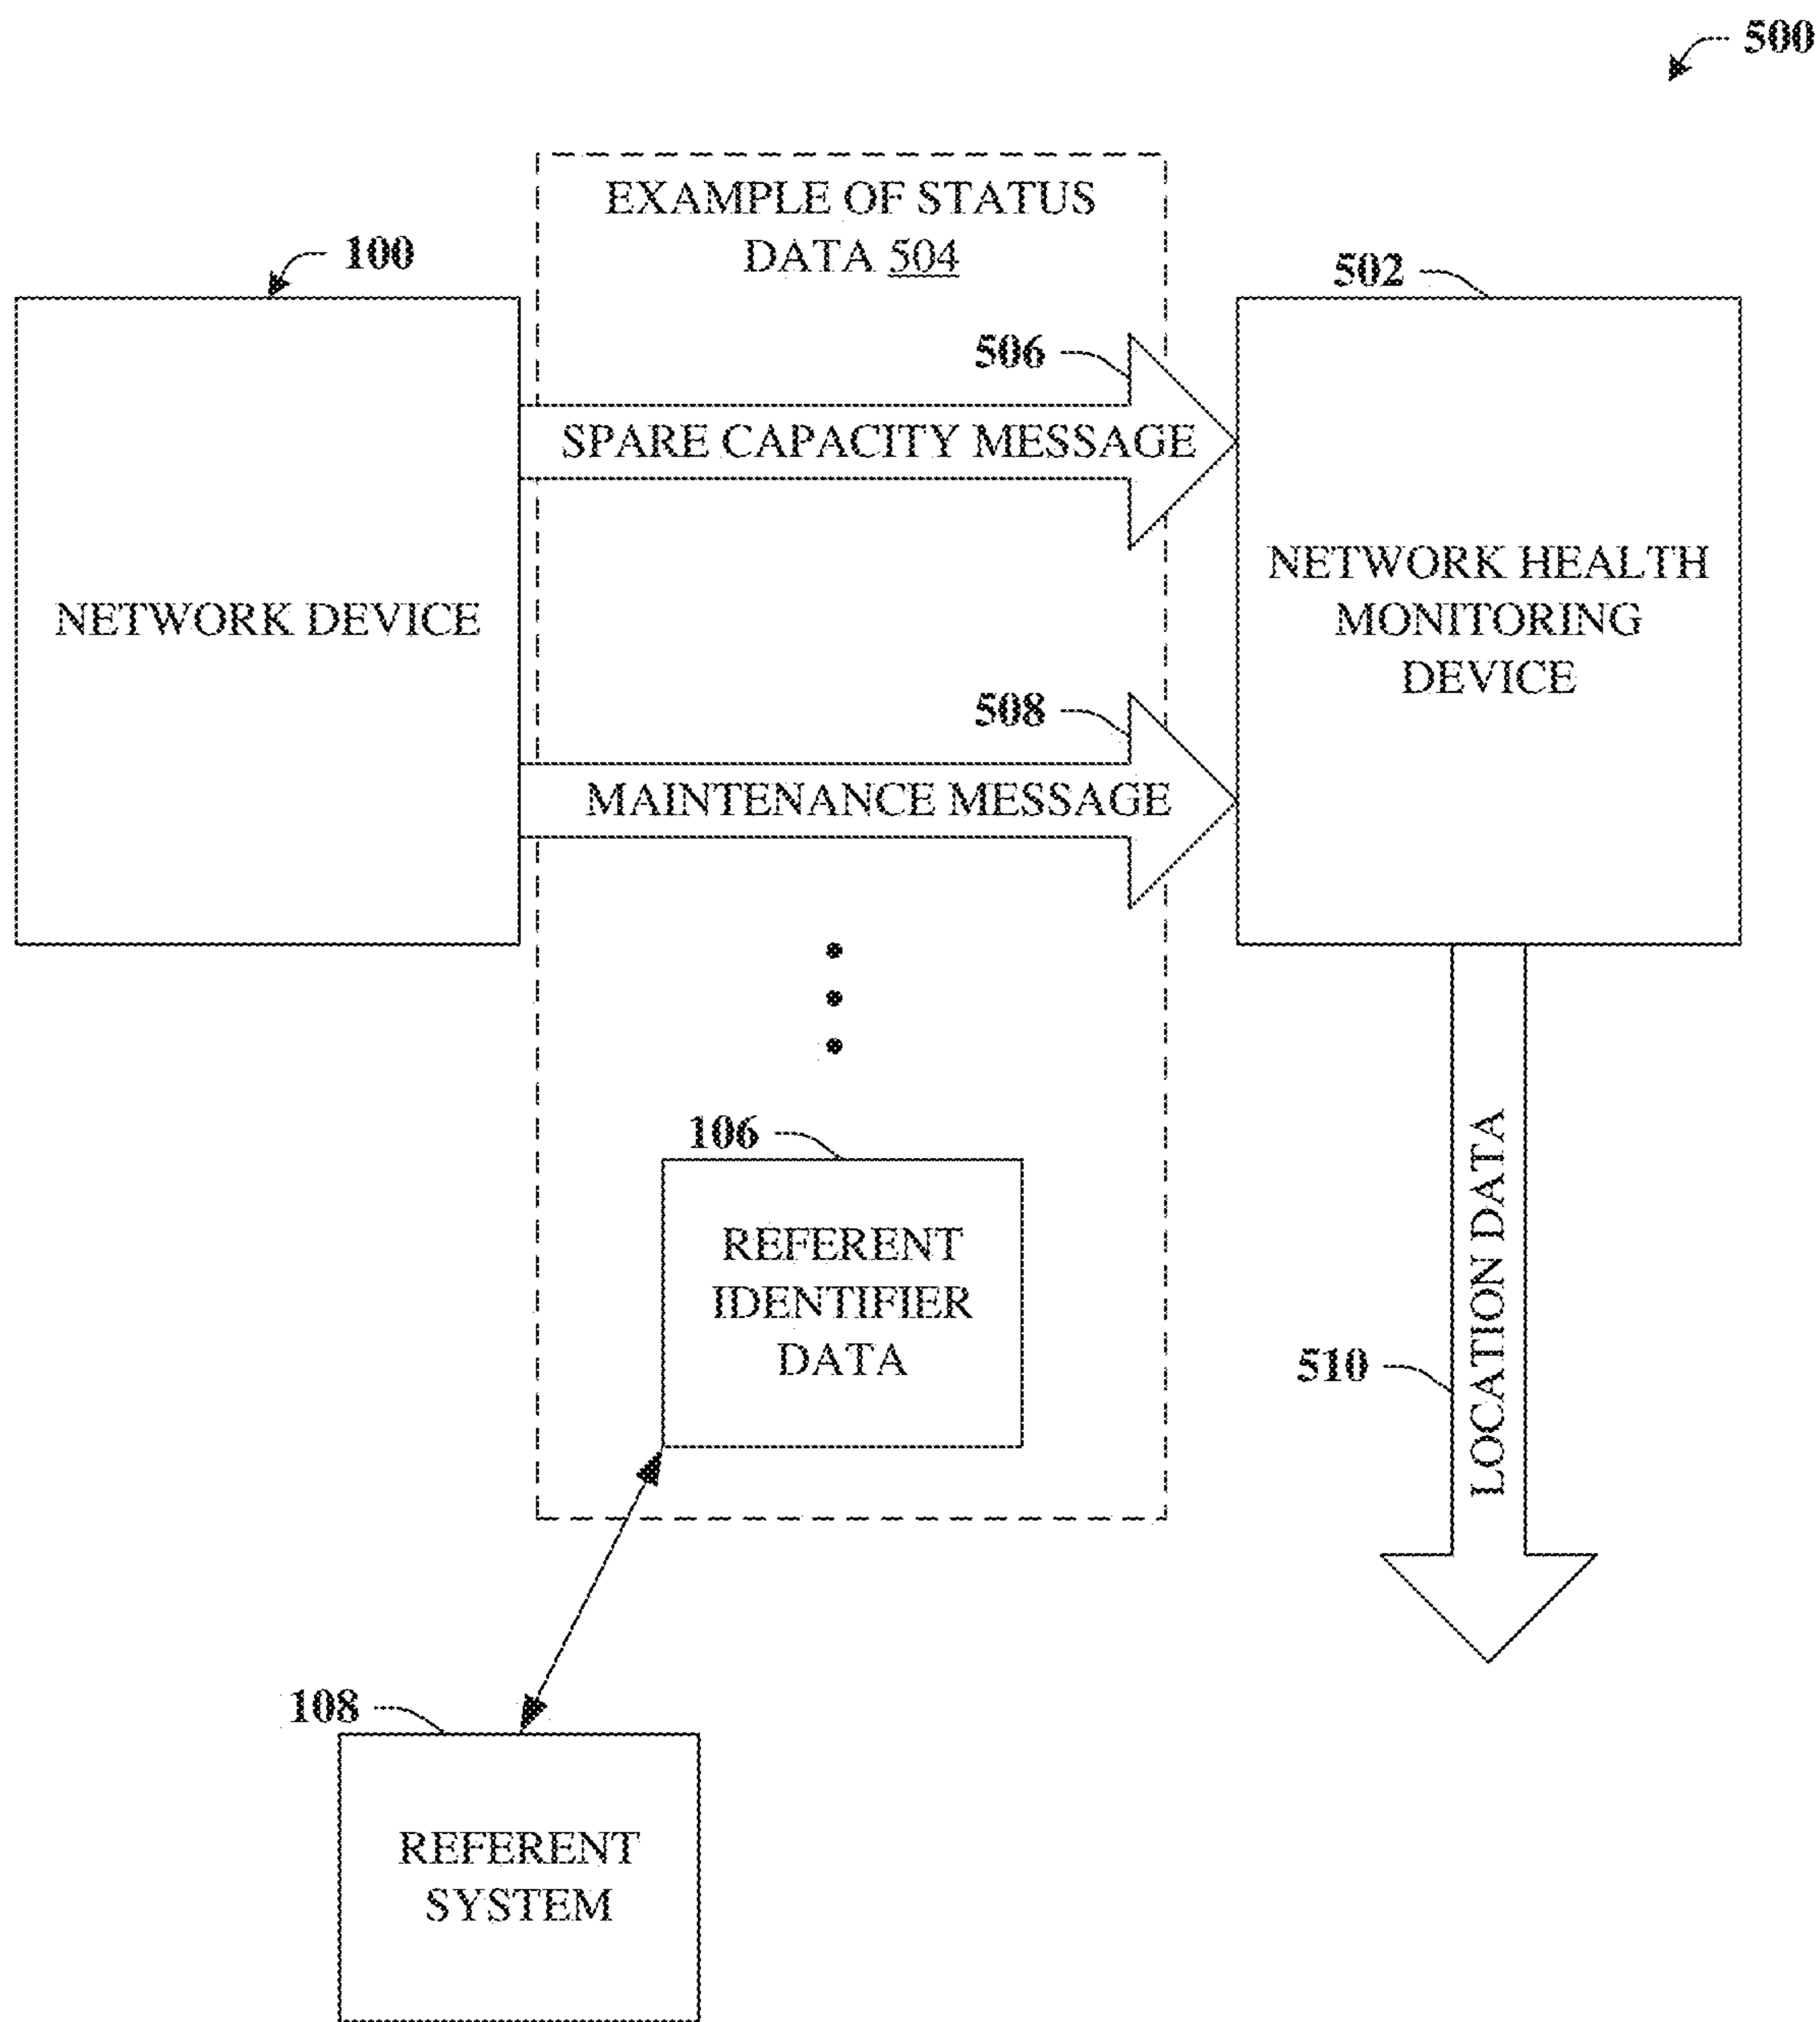 500
EXAMPLE OF STATUS
DATA 504
100
502
506
SPARE CAPACITY MESSAGE
NETWORK DEVICE
NETWORK HEALTH
MONITORING
DEVICE
508
MAINTENANCE MESSAGE
106
REFERENT
IDENTIFIER
DATA
510
LOCATION DATA
108
REFERENT
SYSTEM